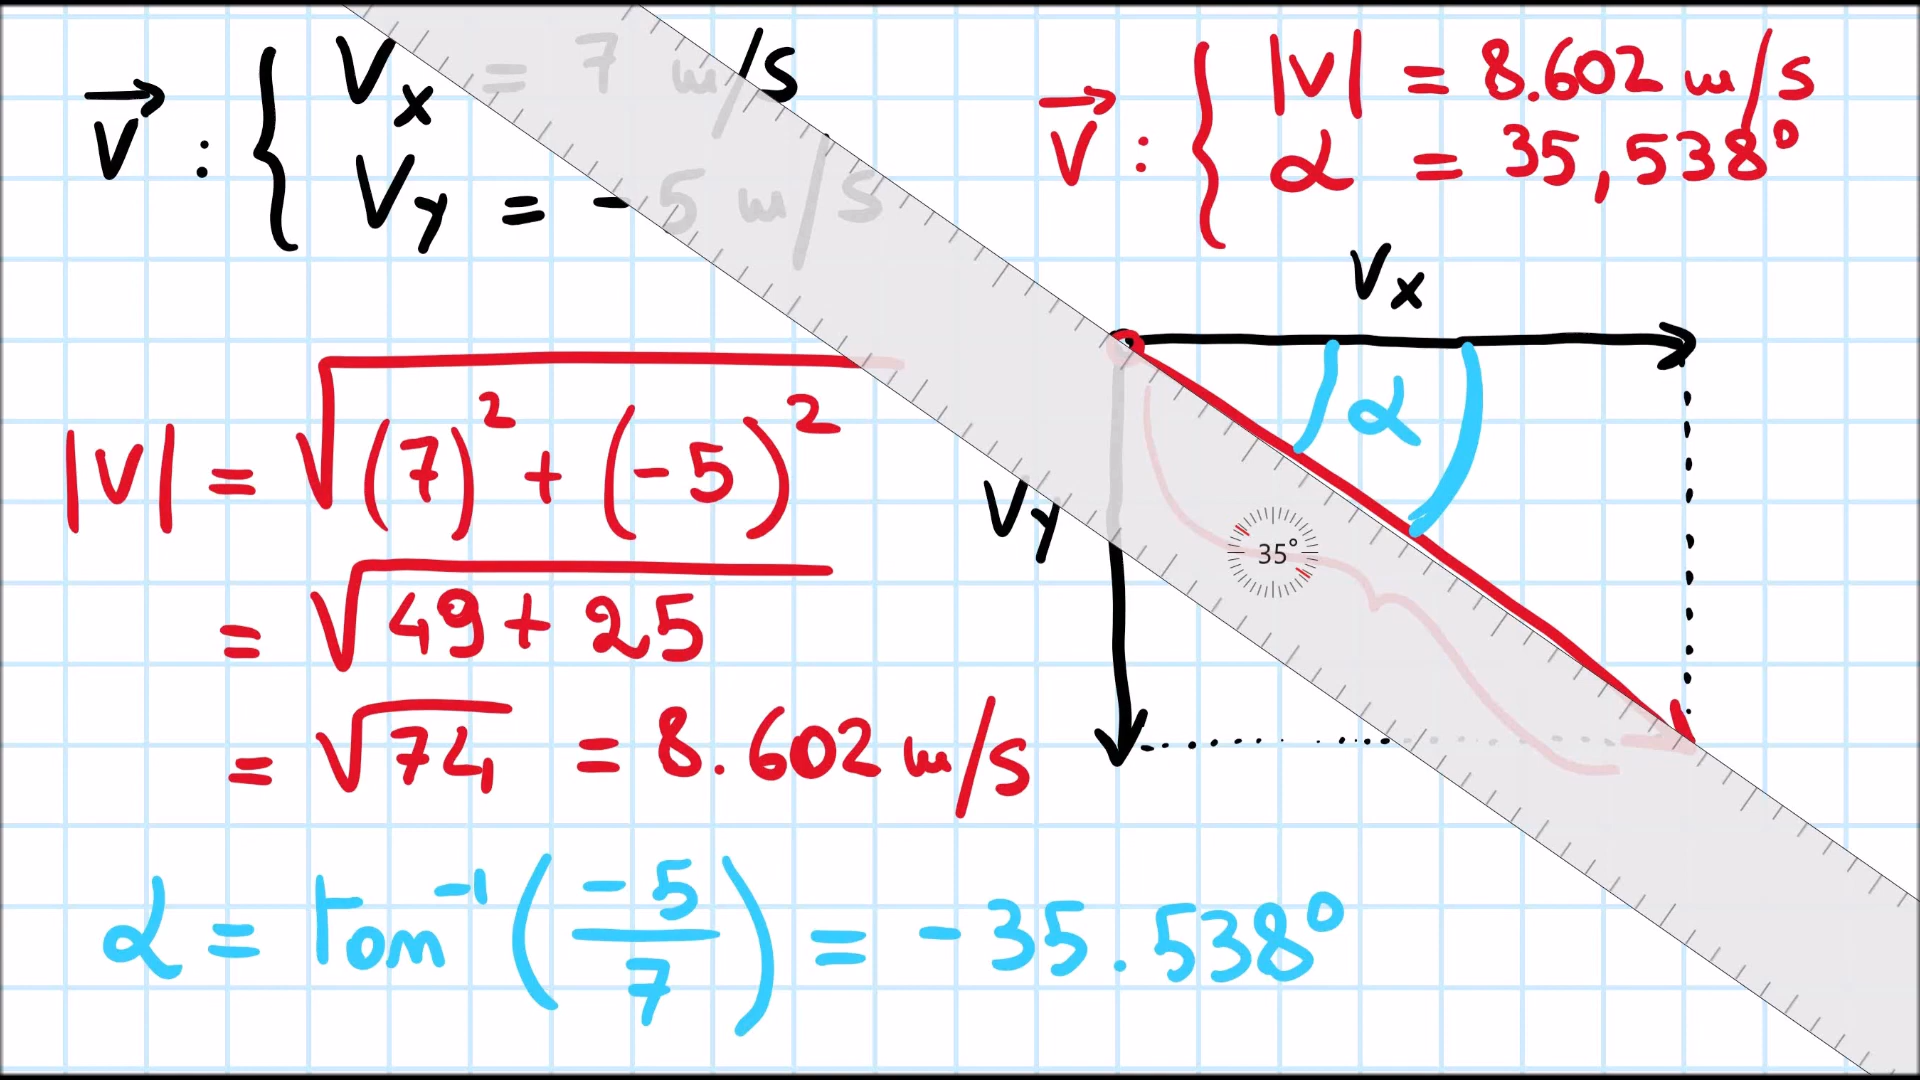 V⃗ : { Vx = 7 m/s
Vy = -5 m/s
V⃗ : { |V| = 8.602 m/s
α = 35,538°
Vx
α
Vy
35°
|V| = √((7)² + (-5)²)
= √(49 + 25)
= √74 = 8.602 m/s
α = tan⁻¹(-5/7) = -35.538°